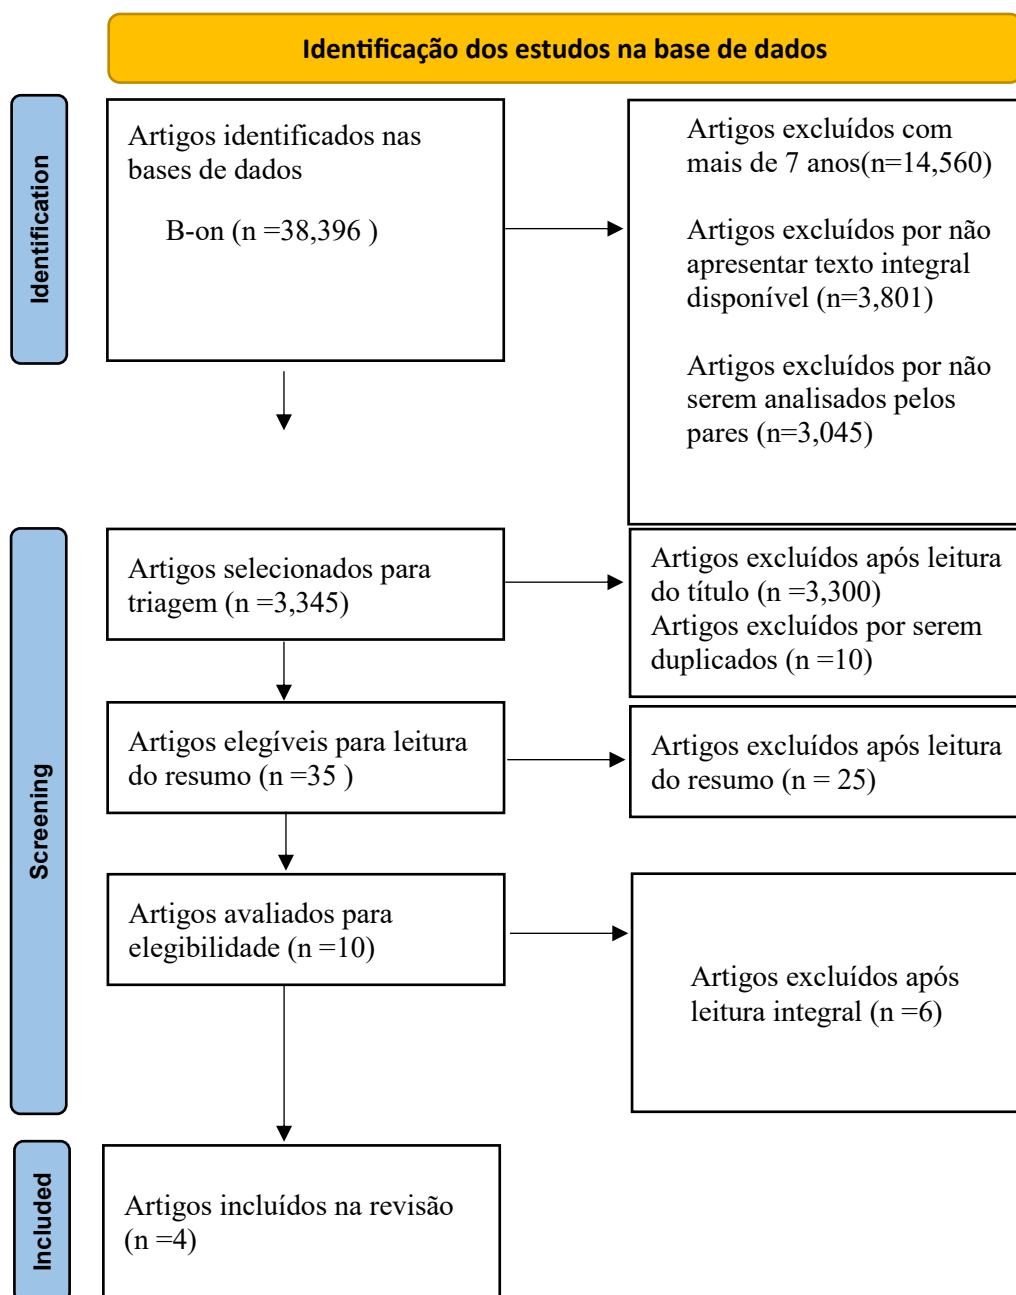 Identificação dos estudos na base de dados
Identification
Artigos identificados nas
bases de dados
B-on (n =38,396 )
Artigos excluídos com
mais de 7 anos(n=14,560)
Artigos excluídos por não
apresentar texto integral
disponível (n=3,801)
Artigos excluídos por não
serem analisados pelos
pares (n=3,045)
Screening
Artigos selecionados para
triagem (n =3,345)
Artigos excluídos após leitura
do título (n =3,300)
Artigos excluídos por serem
duplicados (n =10)
Artigos elegíveis para leitura
do resumo (n =35 )
Artigos excluídos após leitura
do resumo (n = 25)
Artigos avaliados para
elegibilidade (n =10)
Artigos excluídos após
leitura integral (n =6)
Included
Artigos incluídos na revisão
(n =4)